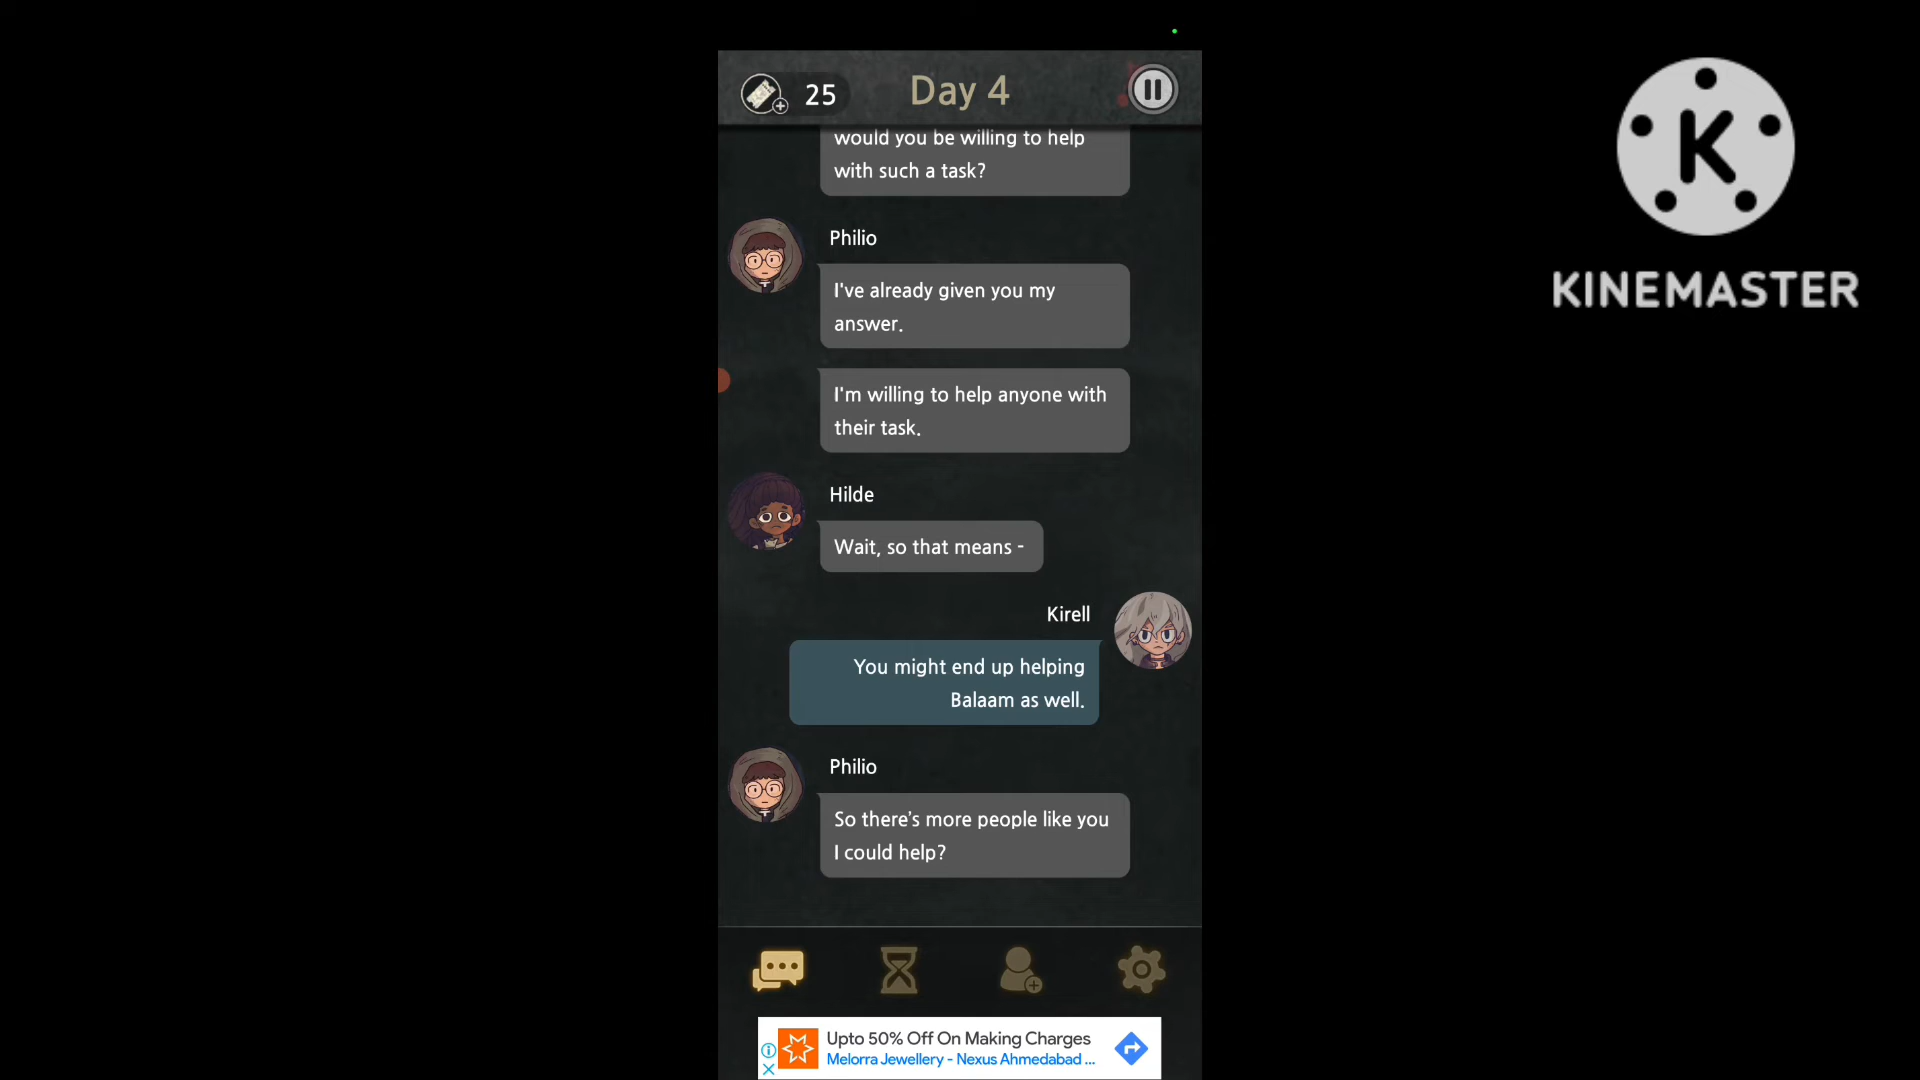 25
Day 4
would you be willing to help
with such a task?
Philio
I've already given you my
answer.
I'm willing to help anyone with
their task.
Hilde
Wait, so that means -
Kirell
You might end up helping
Balaam as well.
Philio
So there's more people like you
I could help?
Upto 50% Off On Making Charges
Melorra Jewellery - Nexus Ahmedabad ...
K
KINEMASTER